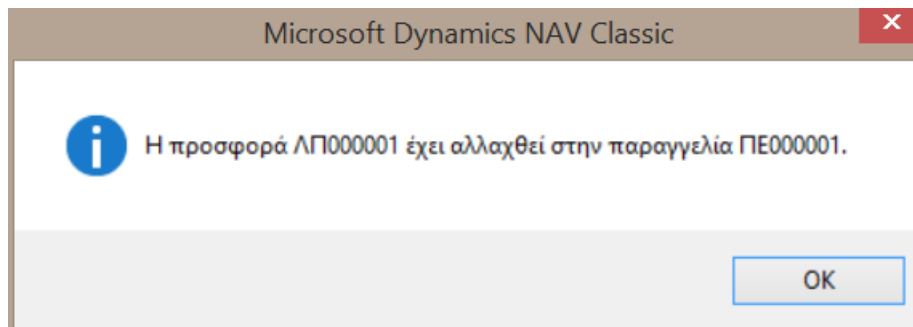 Microsoft Dynamics NAV Classic
Η προσφορά ΛΠ000001 έχει αλλαχθεί στην παραγγελία ΠΕ000001.
OK